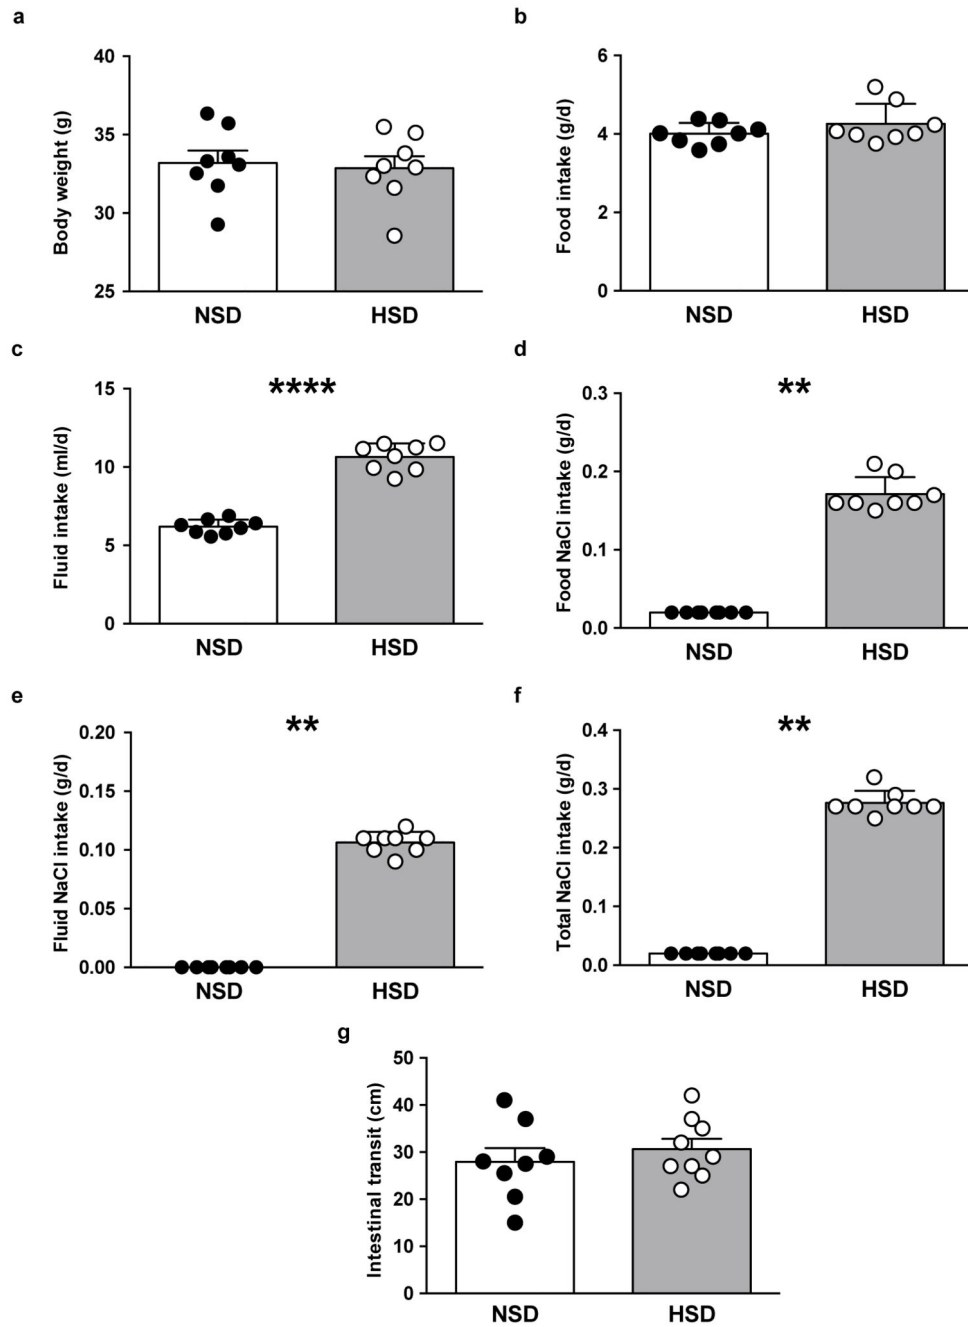 a
40
35
30
25
Body weight (g)
NSD
HSD
b
6
4
2
0
Food intake (g/d)
NSD
HSD
c
****
15
10
5
0
Fluid intake (ml/d)
NSD
HSD
d
**
0.3
0.2
0.1
0.0
Food NaCl intake (g/d)
NSD
HSD
e
**
0.20
0.15
0.10
0.05
0.00
Fluid NaCl intake (g/d)
NSD
HSD
f
**
0.4
0.3
0.2
0.1
0.0
Total NaCl intake (g/d)
NSD
HSD
g
50
40
30
20
10
0
Intestinal transit (cm)
NSD
HSD